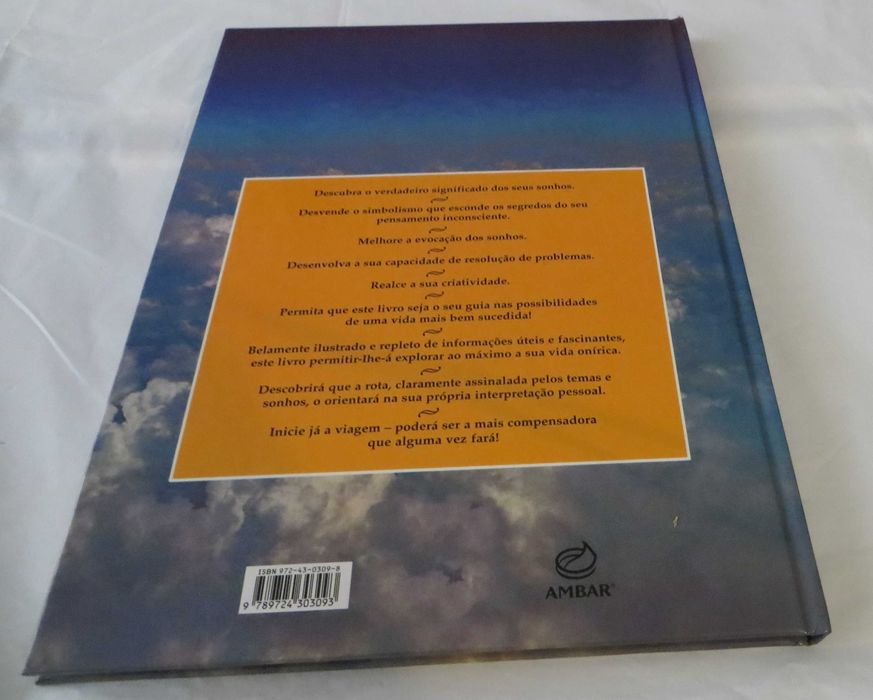 Descubra o verdadeiro significado dos seus sonhos.
Desvende o simbolismo que esconde os segredos do seu
pensamento inconsciente.
Melhore a evocação dos sonhos.
Desenvolva a sua capacidade de resolução de problemas.
Realce a sua criatividade.
Permita que este livro seja o seu guia nas possibilidades
de uma vida mais bem sucedida!
Belamente ilustrado e repleto de informações úteis e fascinantes,
este livro permitir-lhe-á explorar ao máximo a sua vida onírica.
Descobrirá que a rota, claramente assinalada pelos temas e
sonhos, o orientará na sua própria interpretação pessoal.
Inicie já a viagem – poderá ser a mais compensadora
que alguma vez fará!
ISBN 972-43-0309-8
9 789724 303093
AMBAR®